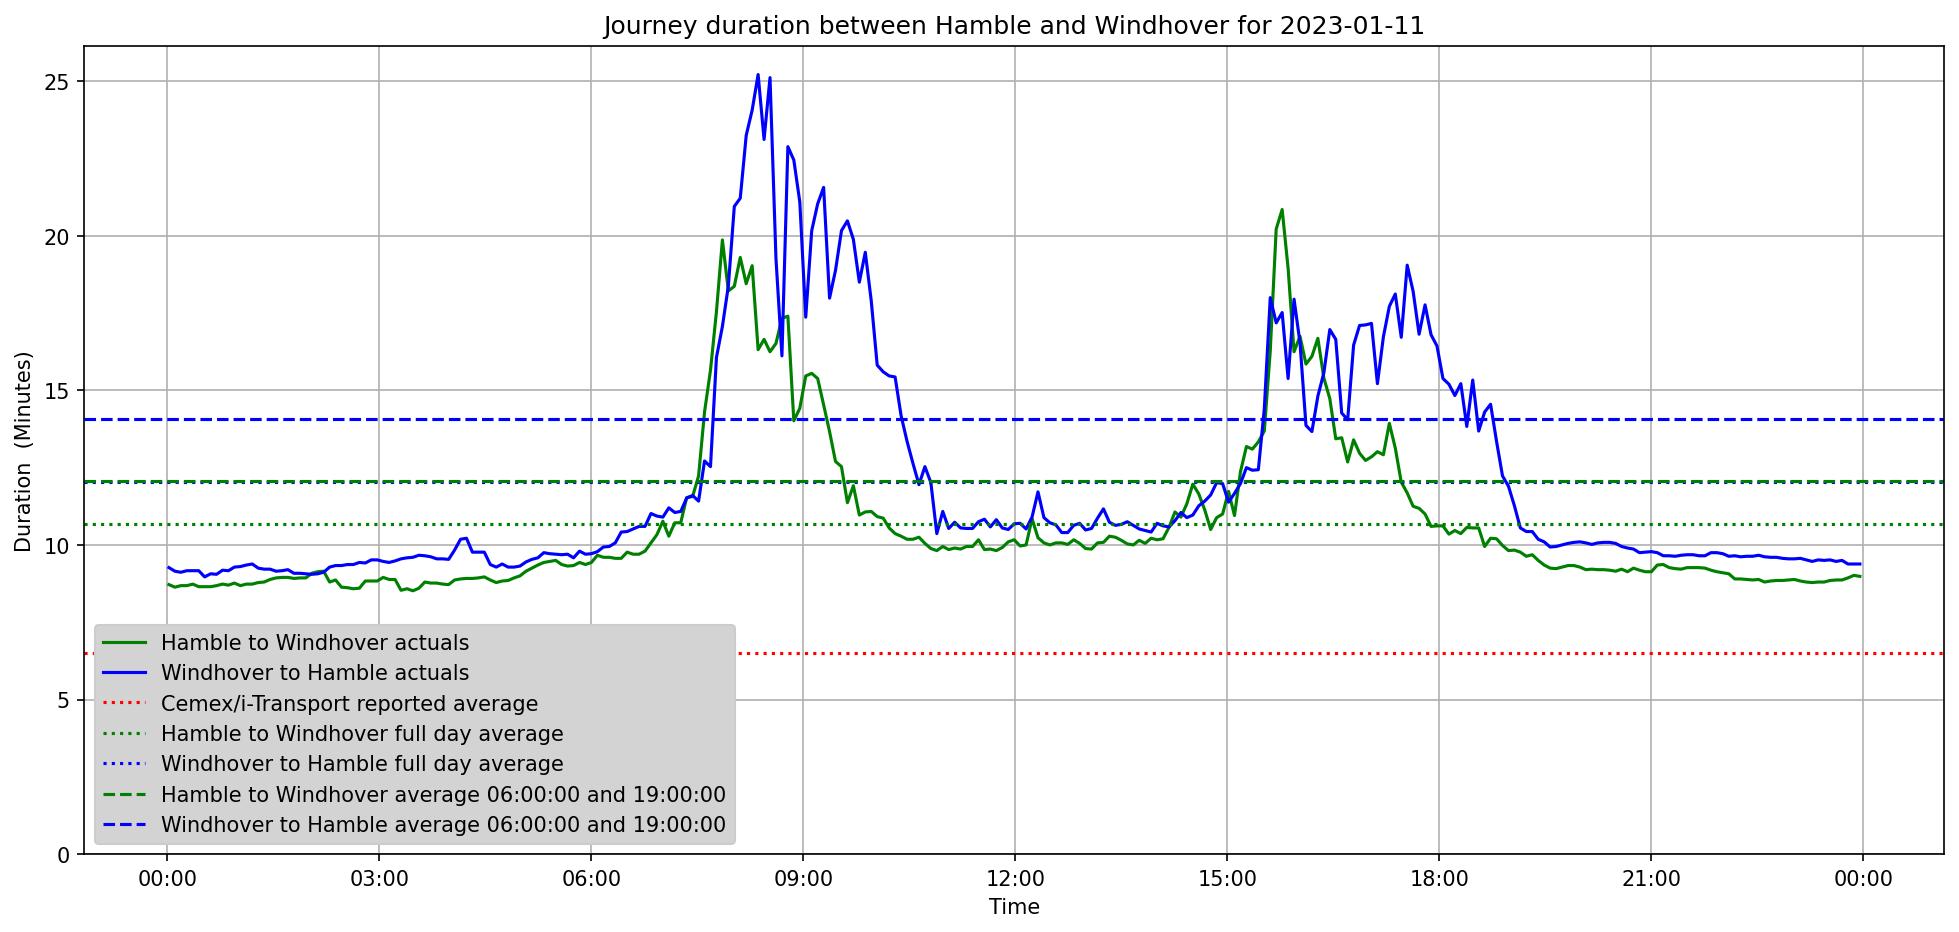 Journey duration between Hamble and Windhover for 2023-01-11
Duration  (Minutes)
25
20
15
10
5
0
Hamble to Windhover actuals
Windhover to Hamble actuals
Cemex/i-Transport reported average
Hamble to Windhover full day average
Windhover to Hamble full day average
Hamble to Windhover average 06:00:00 and 19:00:00
Windhover to Hamble average 06:00:00 and 19:00:00
00:00 03:00 06:00 09:00 12:00 15:00 18:00 21:00 00:00
Time